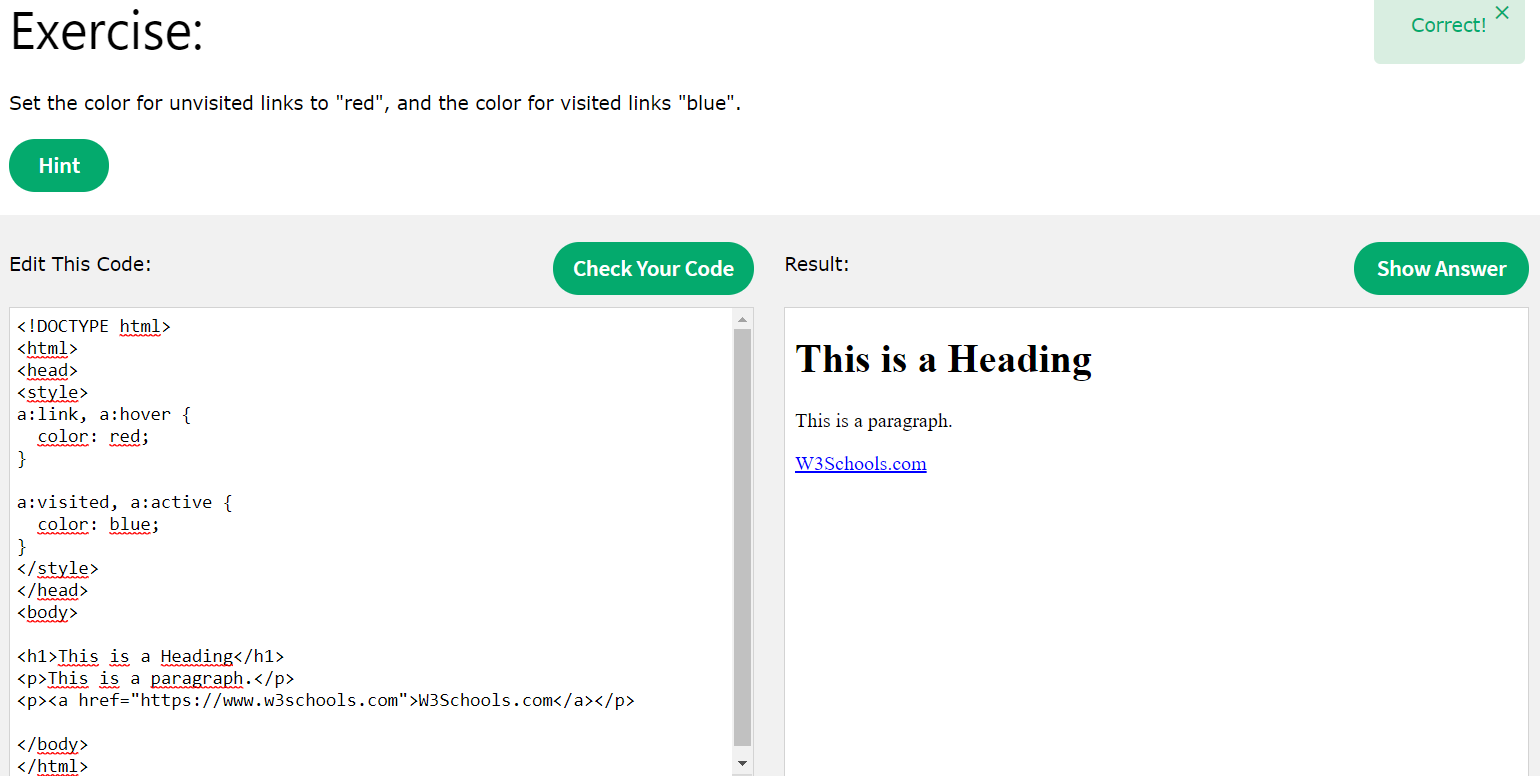 Exercise:
Correct! ×
Set the color for unvisited links to "red", and the color for visited links "blue".
Hint
Edit This Code:
Check Your Code
<!DOCTYPE html>
<html>
<head>
<style>
a:link, a:hover {
  color: red;
}

a:visited, a:active {
  color: blue;
}
</style>
</head>
<body>

<h1>This is a Heading</h1>
<p>This is a paragraph.</p>
<p><a href="https://www.w3schools.com">W3Schools.com</a></p>

</body>
</html>
Result:
Show Answer
This is a Heading
This is a paragraph.
W3Schools.com